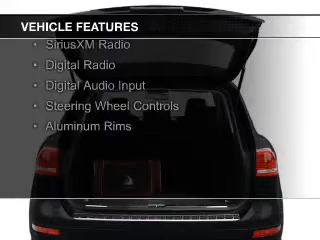 VEHICLE FEATURES
• SiriusXM Radio
• Digital Radio
• Digital Audio Input
• Steering Wheel Controls
• Aluminum Rims